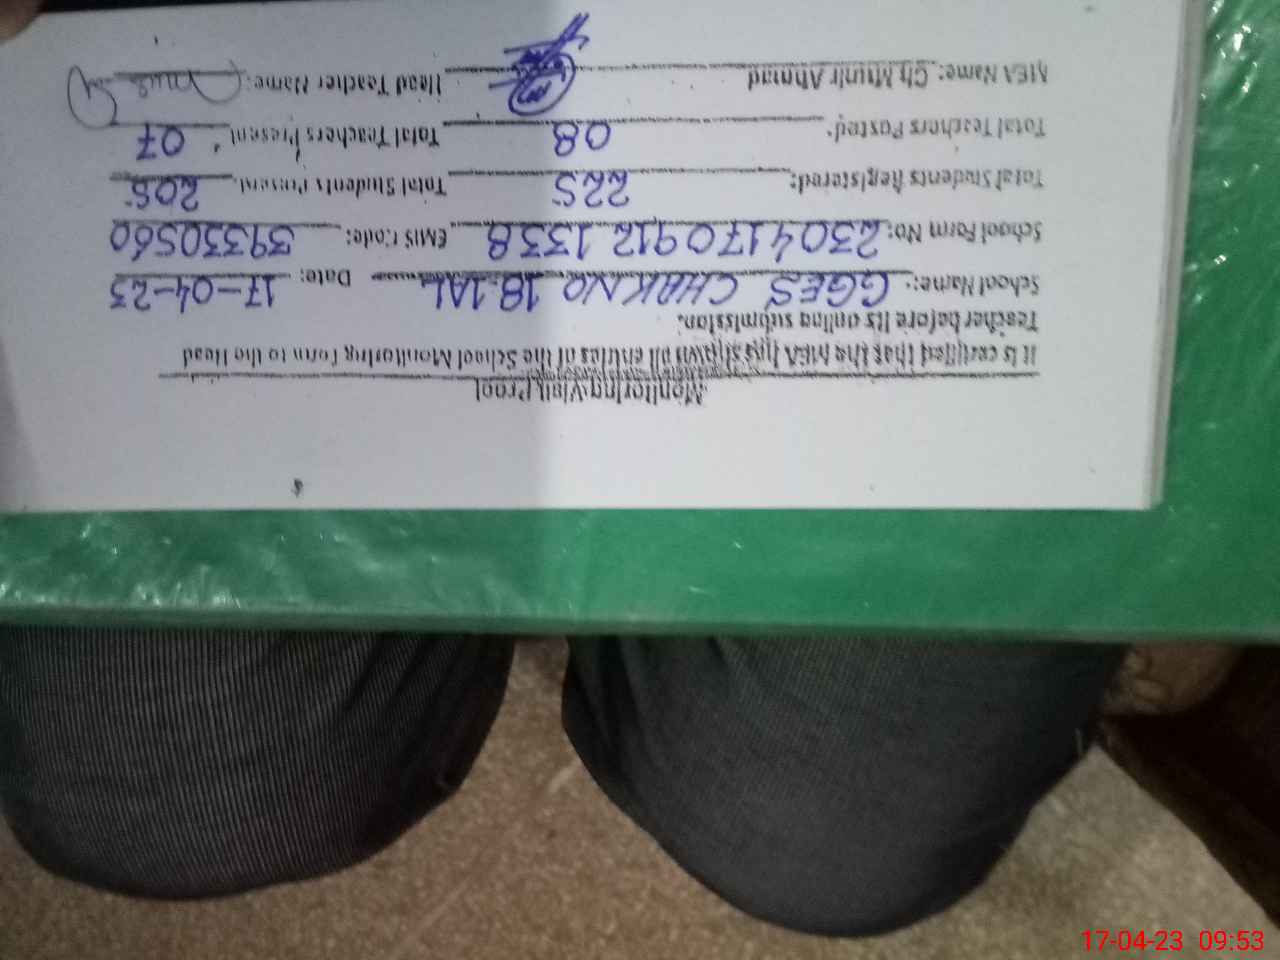 Monitoring Visit Proof
It is certified that the MEA has shown all entries of the School Monitoring Form to the Head
Teacher before its online submission.
School Name: GGES CHAK NO 18.1AL Date: 17-04-23
School Form No: 2304170912 1338 EMIS Code: 39330560
Total Students Registered: 225 Total Students Present: 205
Total Teachers Posted: 08 Total Teachers Present 07
MEA Name: Ch Munir Ahmad Head Teacher Name:
17-04-23 09:53